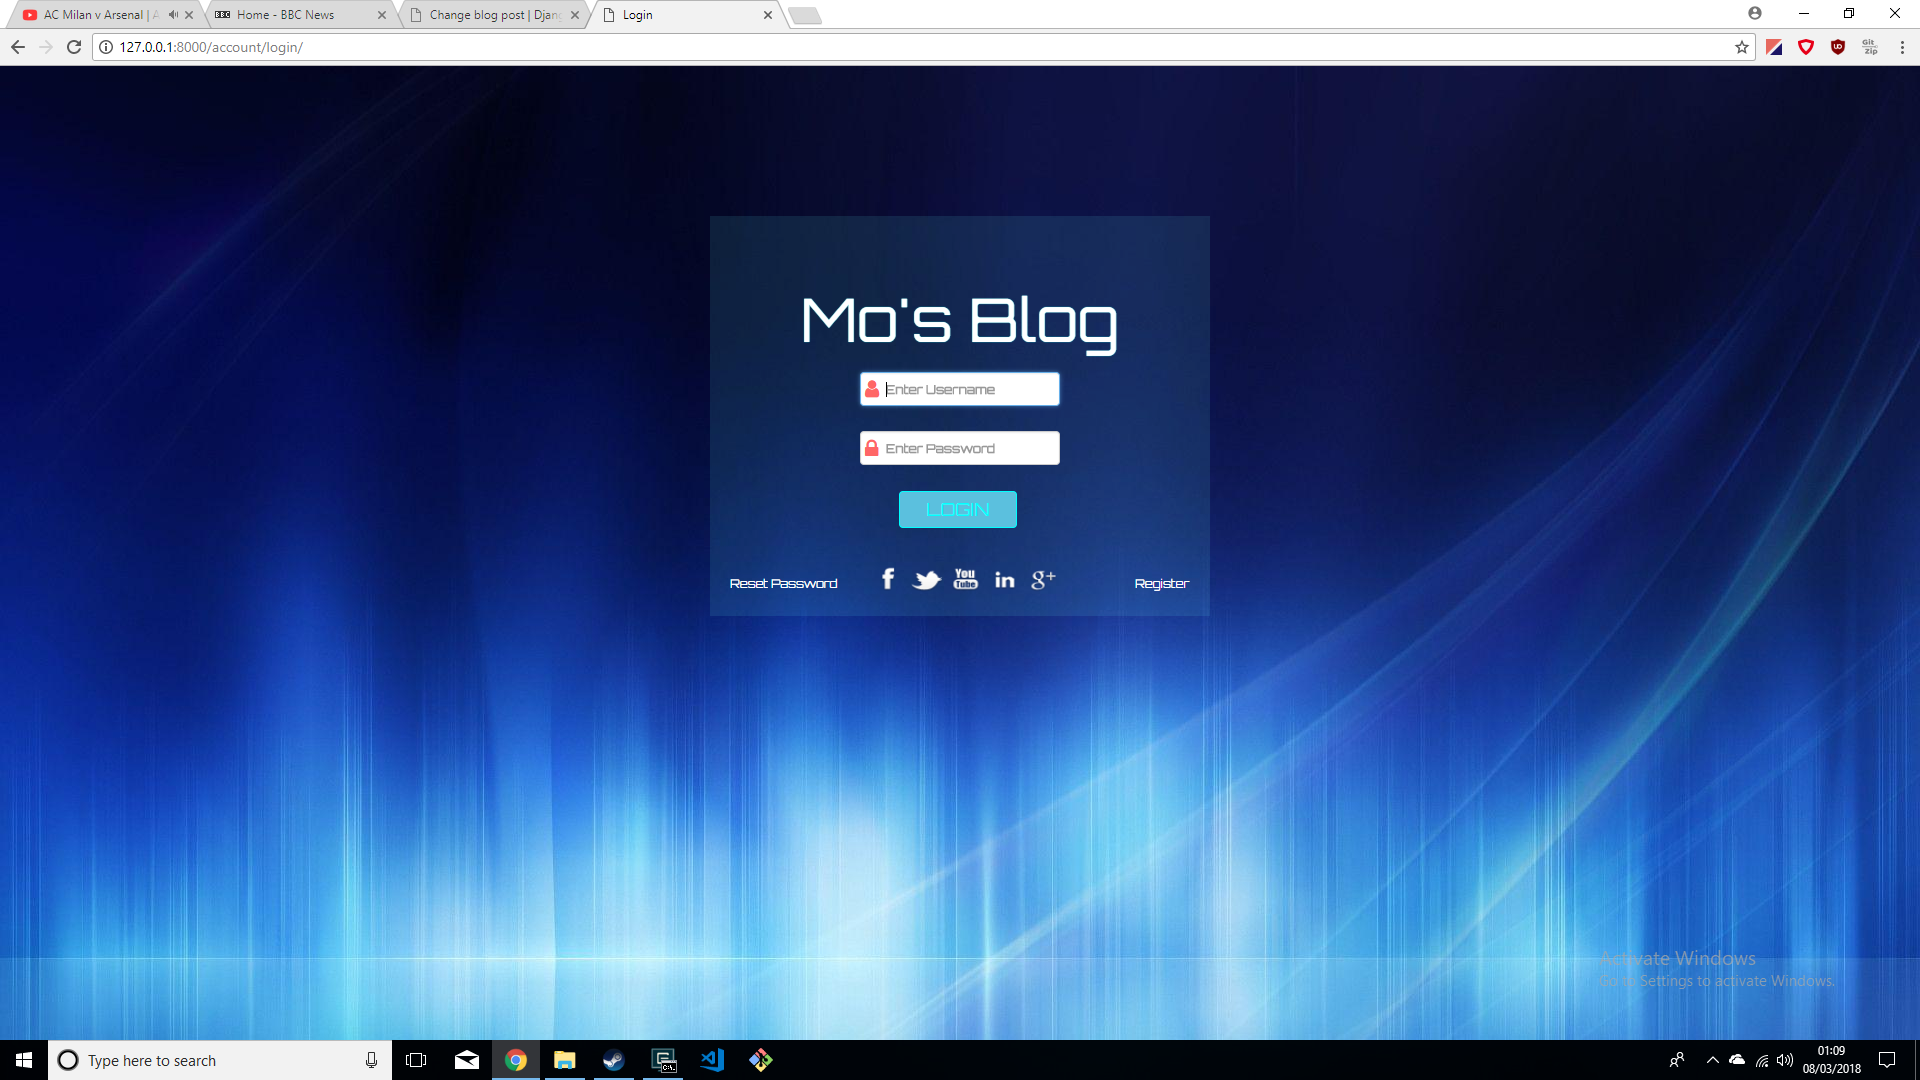 AC Milan v Arsenal |
Home - BBC News
Change blog post |
Login
127.0.0.1:8000/account/login/
Git
Zip
Mo's Blog
Enter Username
Enter Password
LOGIN
Reset Password
You
Tube
in
g+
Register
Activate Windows
Go to Settings to activate Windows.
Type here to search
01:09
08/03/2018